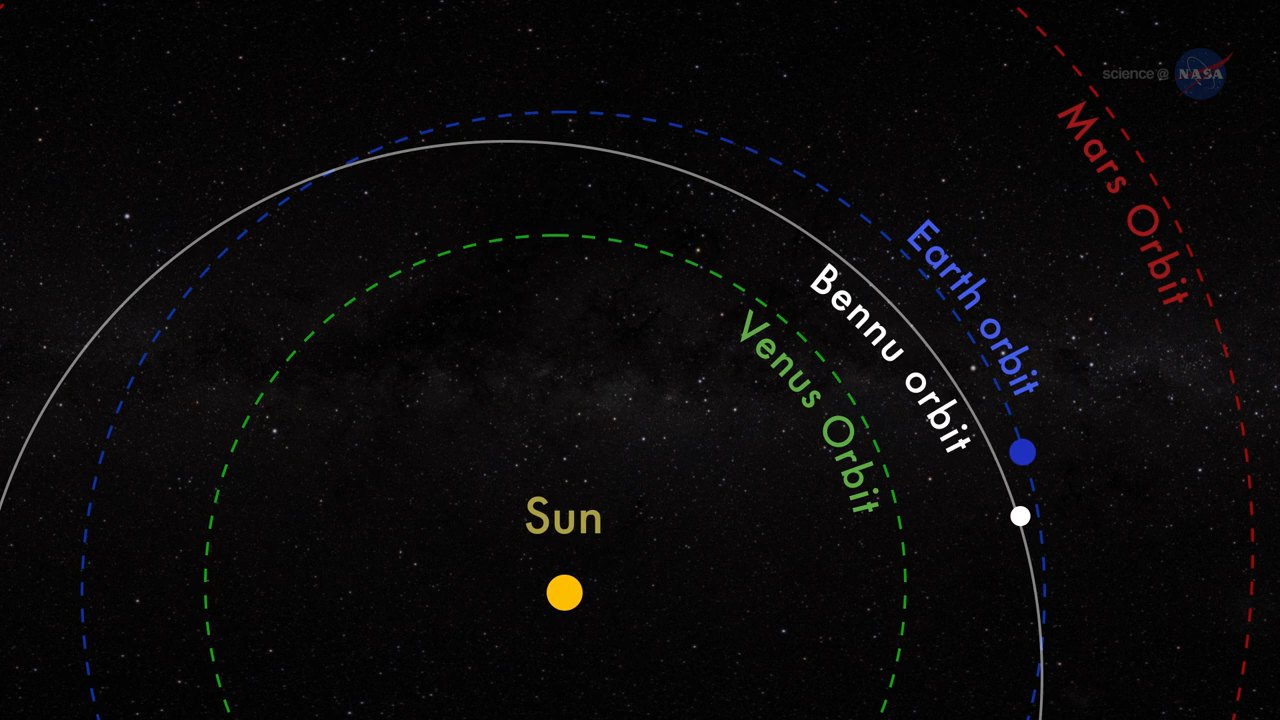 science@ NASA
Mars Orbit
Earth orbit
Bennu orbit
Venus Orbit
Sun